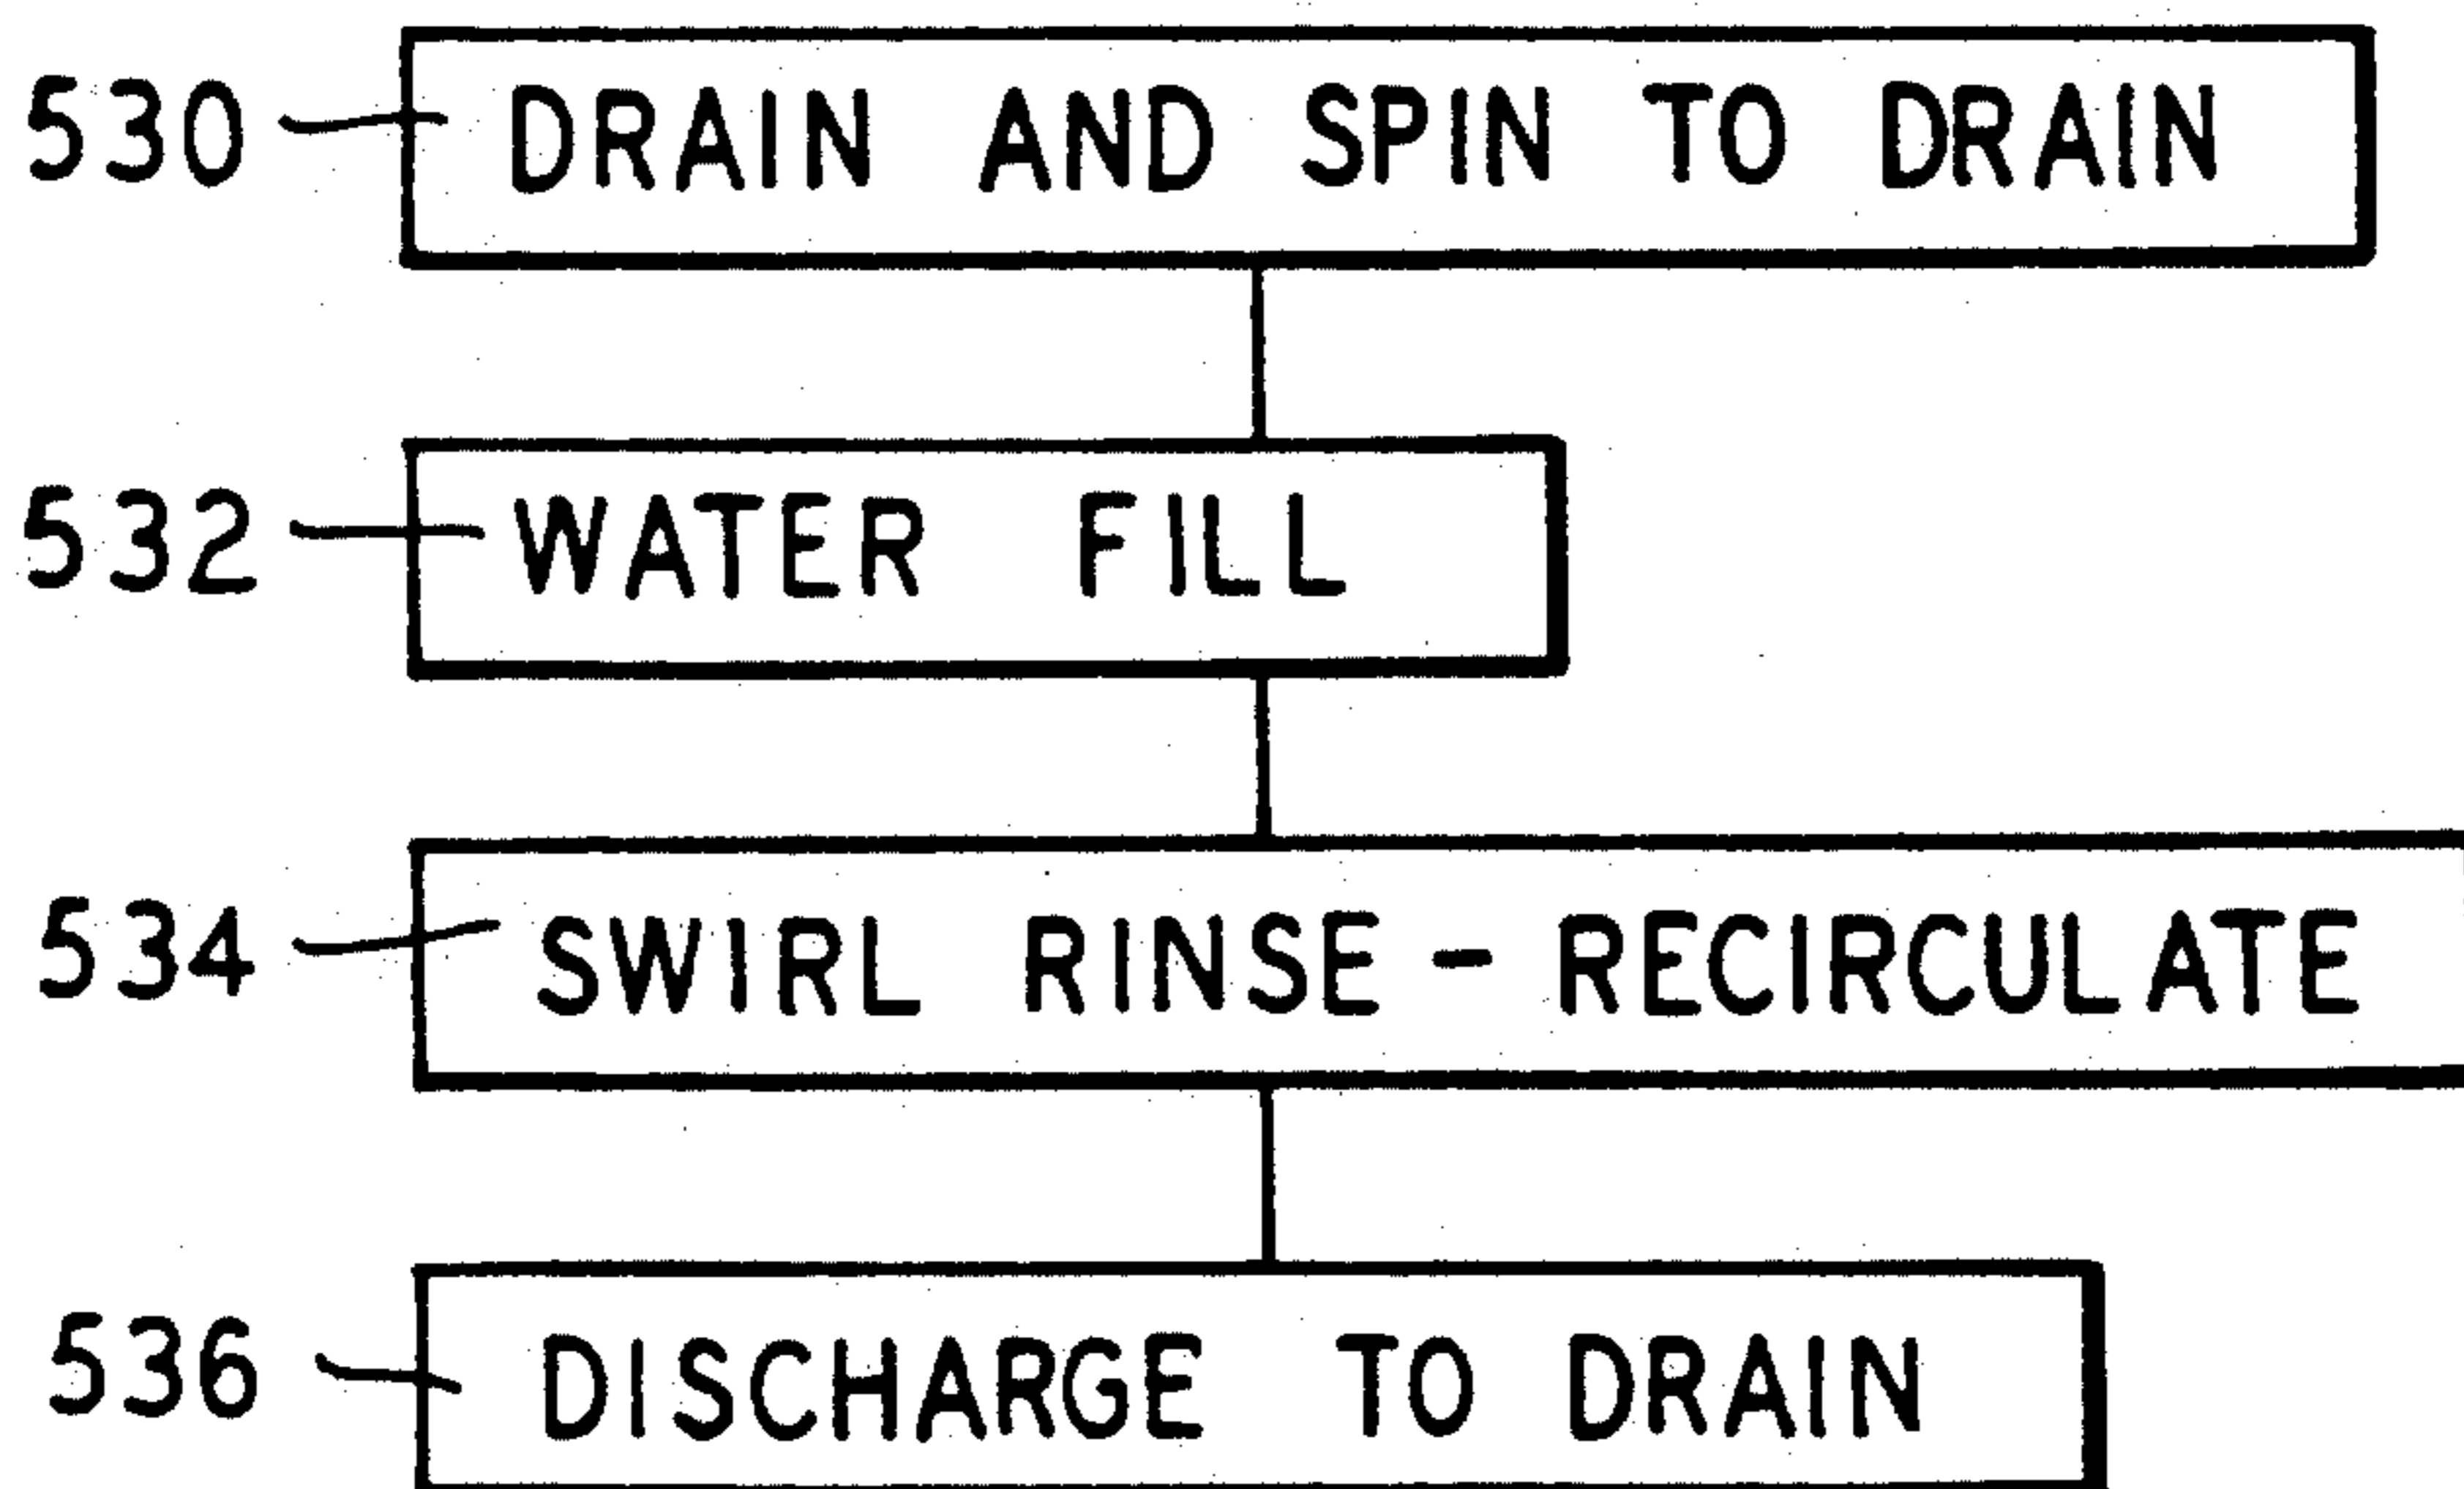 530 DRAIN AND SPIN TO DRAIN
532 WATER FILL
534 SWIRL RINSE - RECIRCULATE
536 DISCHARGE TO DRAIN